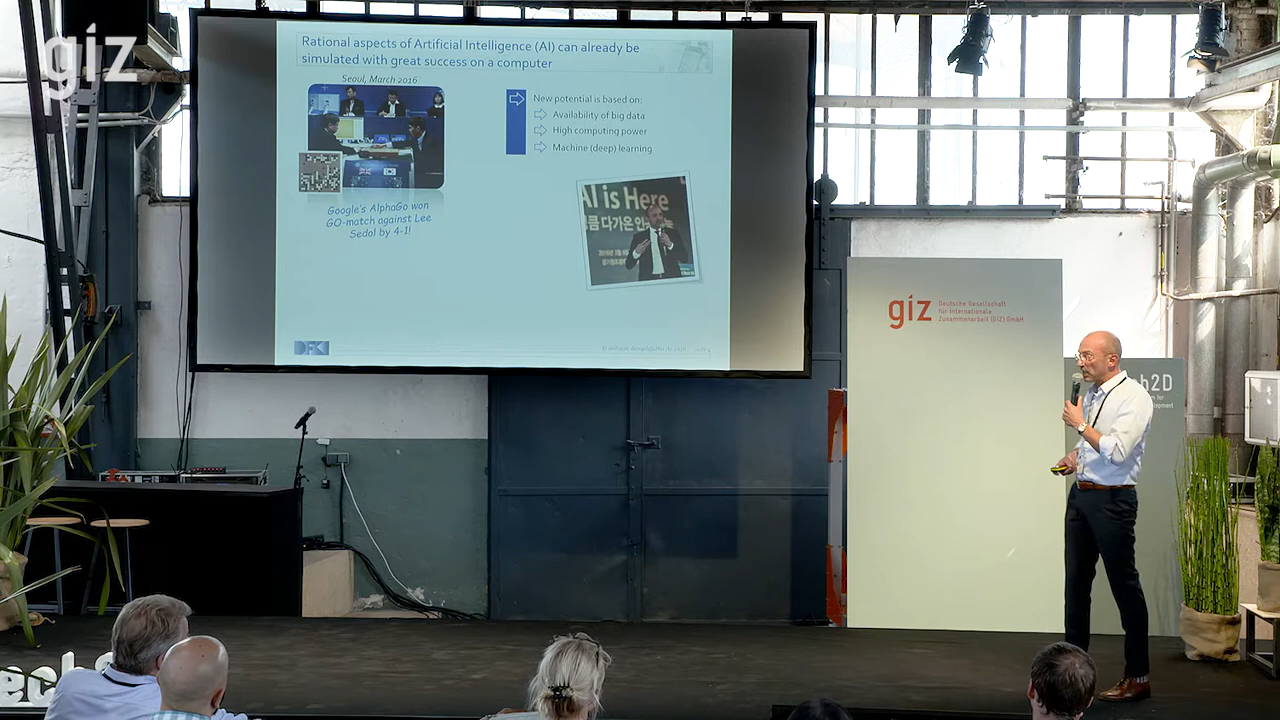 giz
Rational aspects of Artificial Intelligence (AI) can already be
simulated with great success on a computer
Seoul, March 2016
New potential is based on:
Availability of big data
High computing power
Machine (deep) learning
Google's AlphaGo won
GO-match against Lee
Sedol by 4-1!
AI is Here
DFKI
giz
Deutsche Gesellschaft
für Internationale
Zusammenarbeit (GIZ) GmbH
2D